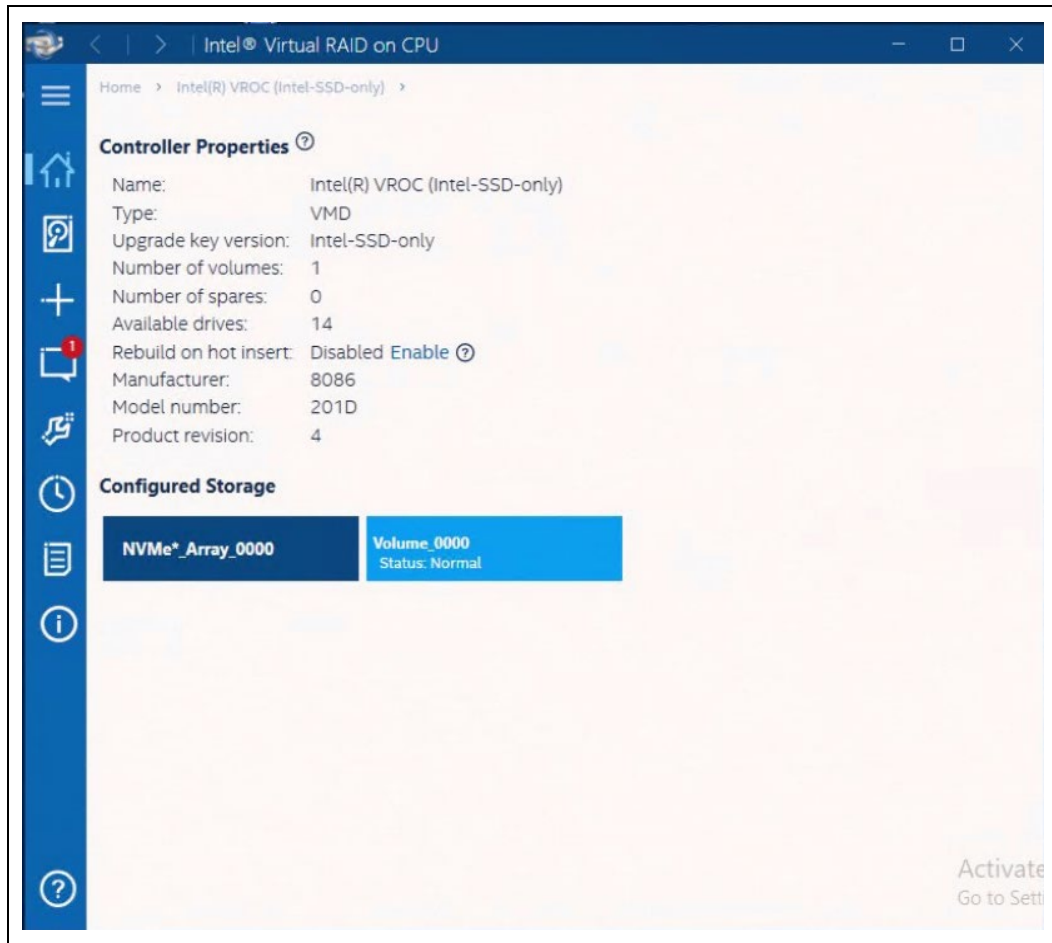 Intel® Virtual RAID on CPU
Home > Intel(R) VROC (Intel-SSD-only) >
Controller Properties ?
Name: Intel(R) VROC (Intel-SSD-only)
Type: VMD
Upgrade key version: Intel-SSD-only
Number of volumes: 1
Number of spares: 0
Available drives: 14
Rebuild on hot insert: Disabled Enable ?
Manufacturer: 8086
Model number: 201D
Product revision: 4
1
Configured Storage
NVMe*_Array_0000
Volume_0000
Status: Normal
Activate
Go to Sett